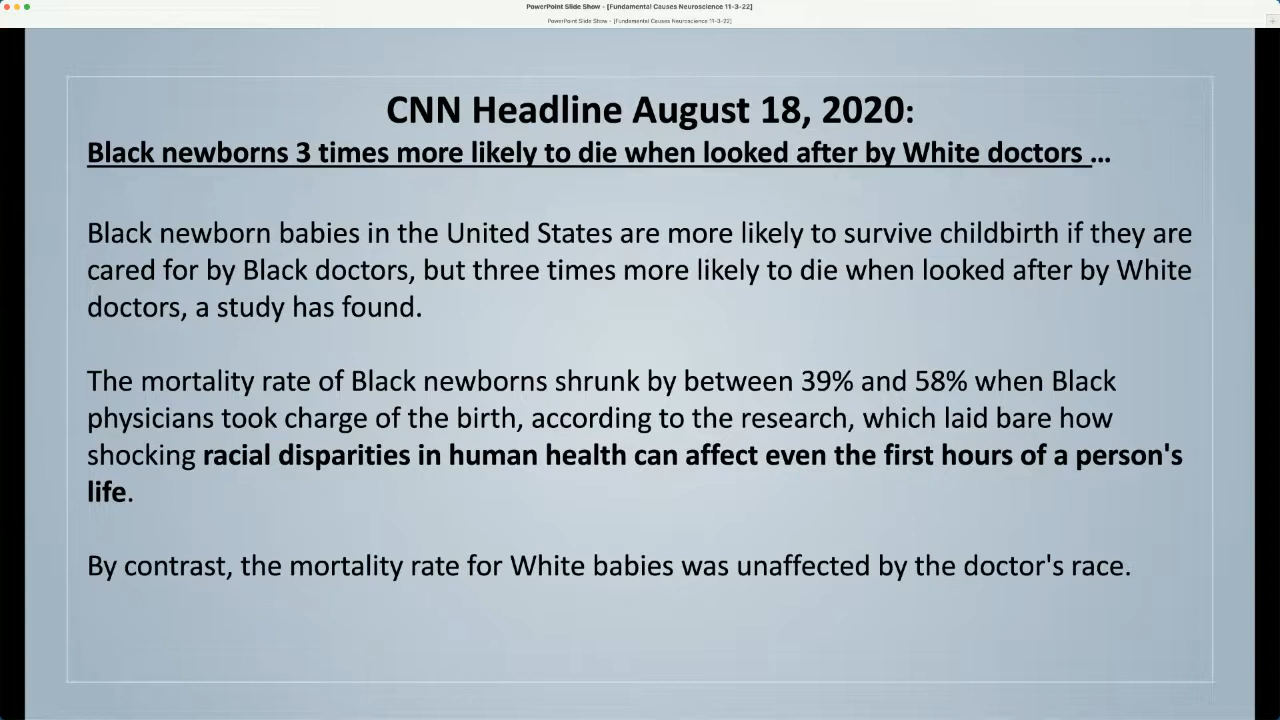 PowerPoint Slide Show - [Fundamental Causes Neuroscience 11-3-22]
PowerPoint Slide Show - [Fundamental Causes Neuroscience 11-3-22]
CNN Headline August 18, 2020:
Black newborns 3 times more likely to die when looked after by White doctors ...
Black newborn babies in the United States are more likely to survive childbirth if they are
cared for by Black doctors, but three times more likely to die when looked after by White
doctors, a study has found.
The mortality rate of Black newborns shrunk by between 39% and 58% when Black
physicians took charge of the birth, according to the research, which laid bare how
shocking racial disparities in human health can affect even the first hours of a person's
life.
By contrast, the mortality rate for White babies was unaffected by the doctor's race.